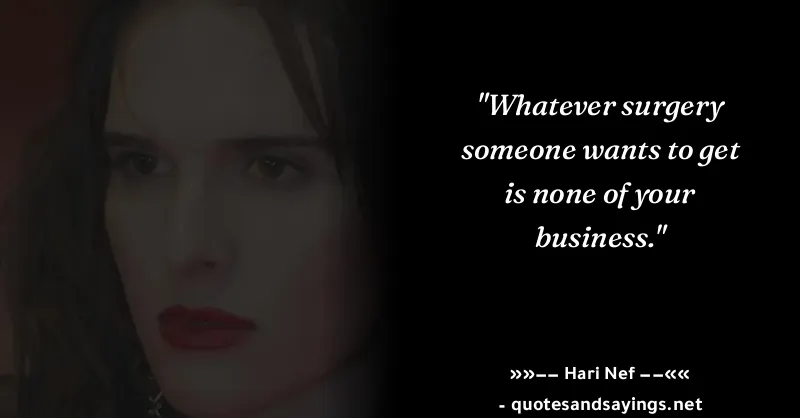 "Whatever surgery
someone wants to get
is none of your
business."
»»−− Hari Nef −−««
- quotesandsayings.net